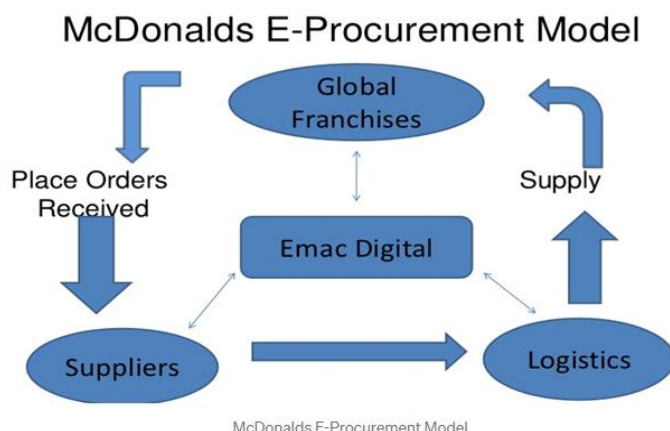 McDonalds E-Procurement Model
Global
Franchises
Place Orders
Received
Supply
Emac Digital
Suppliers
Logistics
McDonalds E-Procurement Model